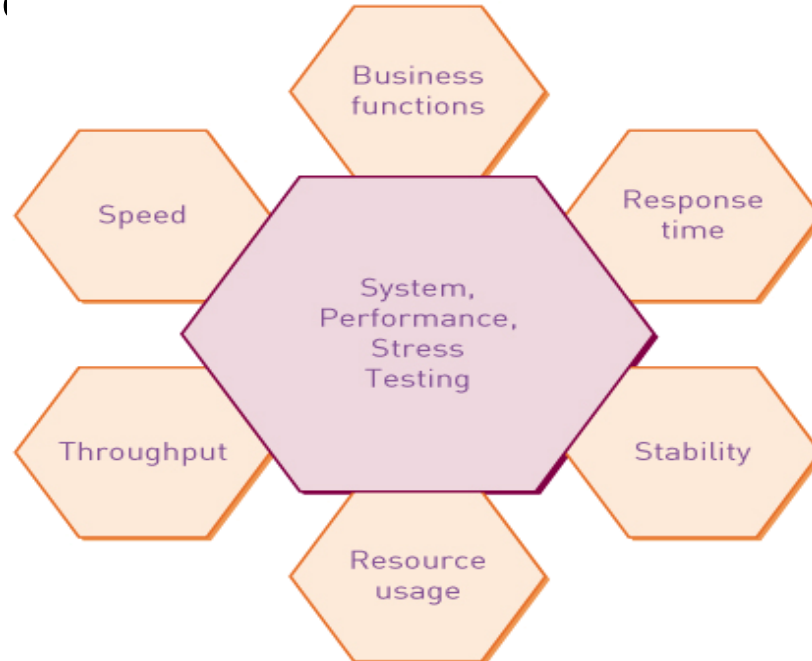 Business
functions
Speed
Response
time
System,
Performance,
Stress
Testing
Throughput
Stability
Resource
usage